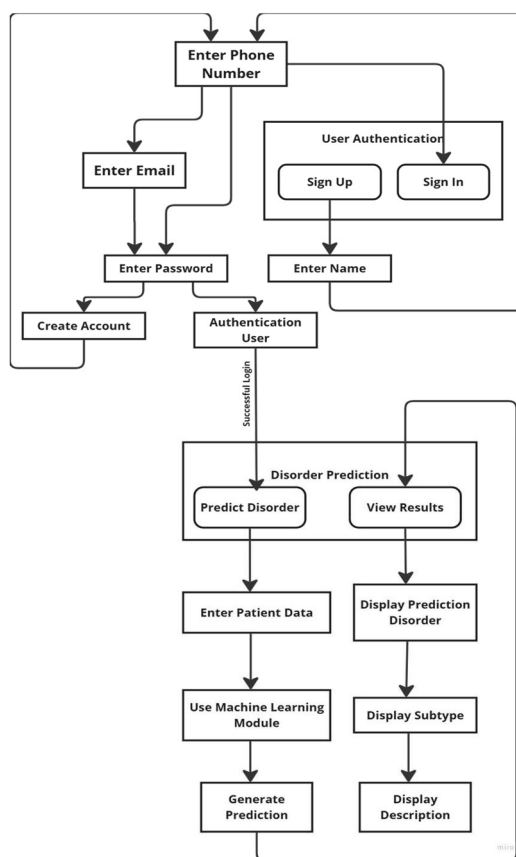 Enter Phone
Number
User Authentication
Enter Email
Sign Up
Sign In
Enter Password
Enter Name
Create Account
Authentication
User
Successful Login
Disorder Prediction
Predict Disorder
View Results
Enter Patient Data
Display Prediction
Disorder
Use Machine Learning
Module
Display Subtype
Generate
Prediction
Display
Description
miro